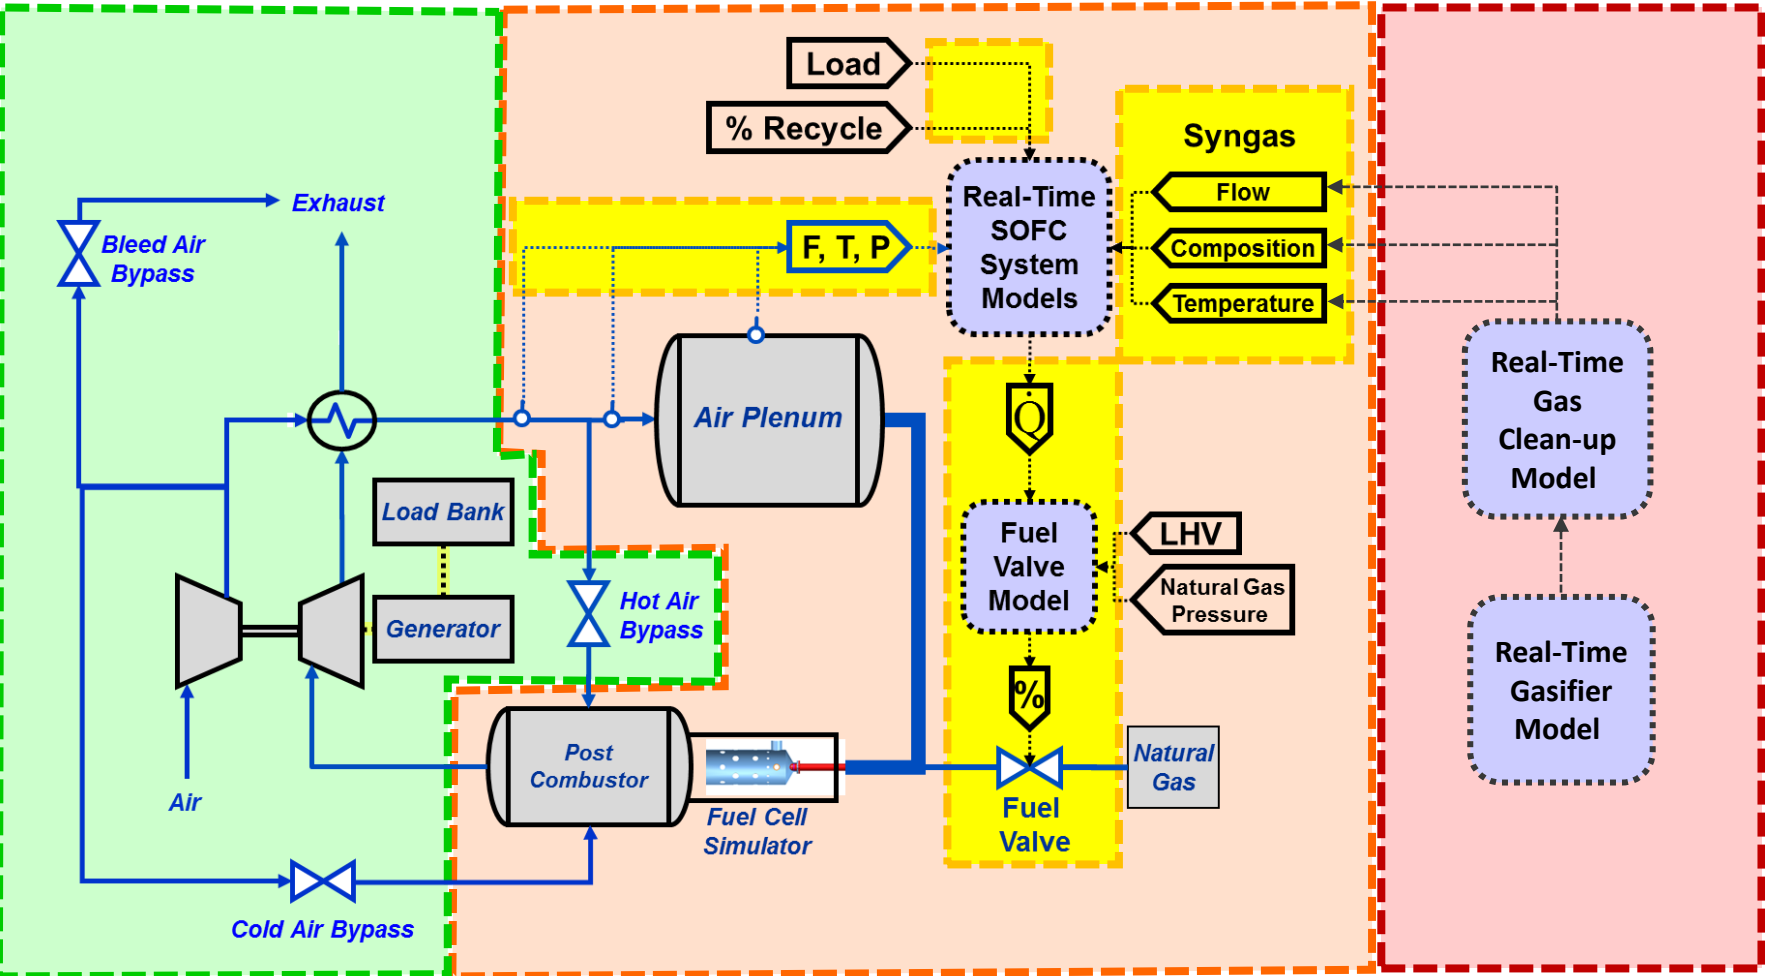 Load
% Recycle
Syngas
Flow
Composition
Temperature
Real-Time
SOFC
System
Models
F, T, P
Exhaust
Bleed Air
Bypass
Air Plenum
Q̇
Real-Time
Gas
Clean-up
Model
Load Bank
Generator
Hot Air
Bypass
Fuel
Valve
Model
LHV
Natural Gas
Pressure
Real-Time
Gasifier
Model
%
Air
Post
Combustor
Fuel Cell
Simulator
Natural
Gas
Fuel
Valve
Cold Air Bypass